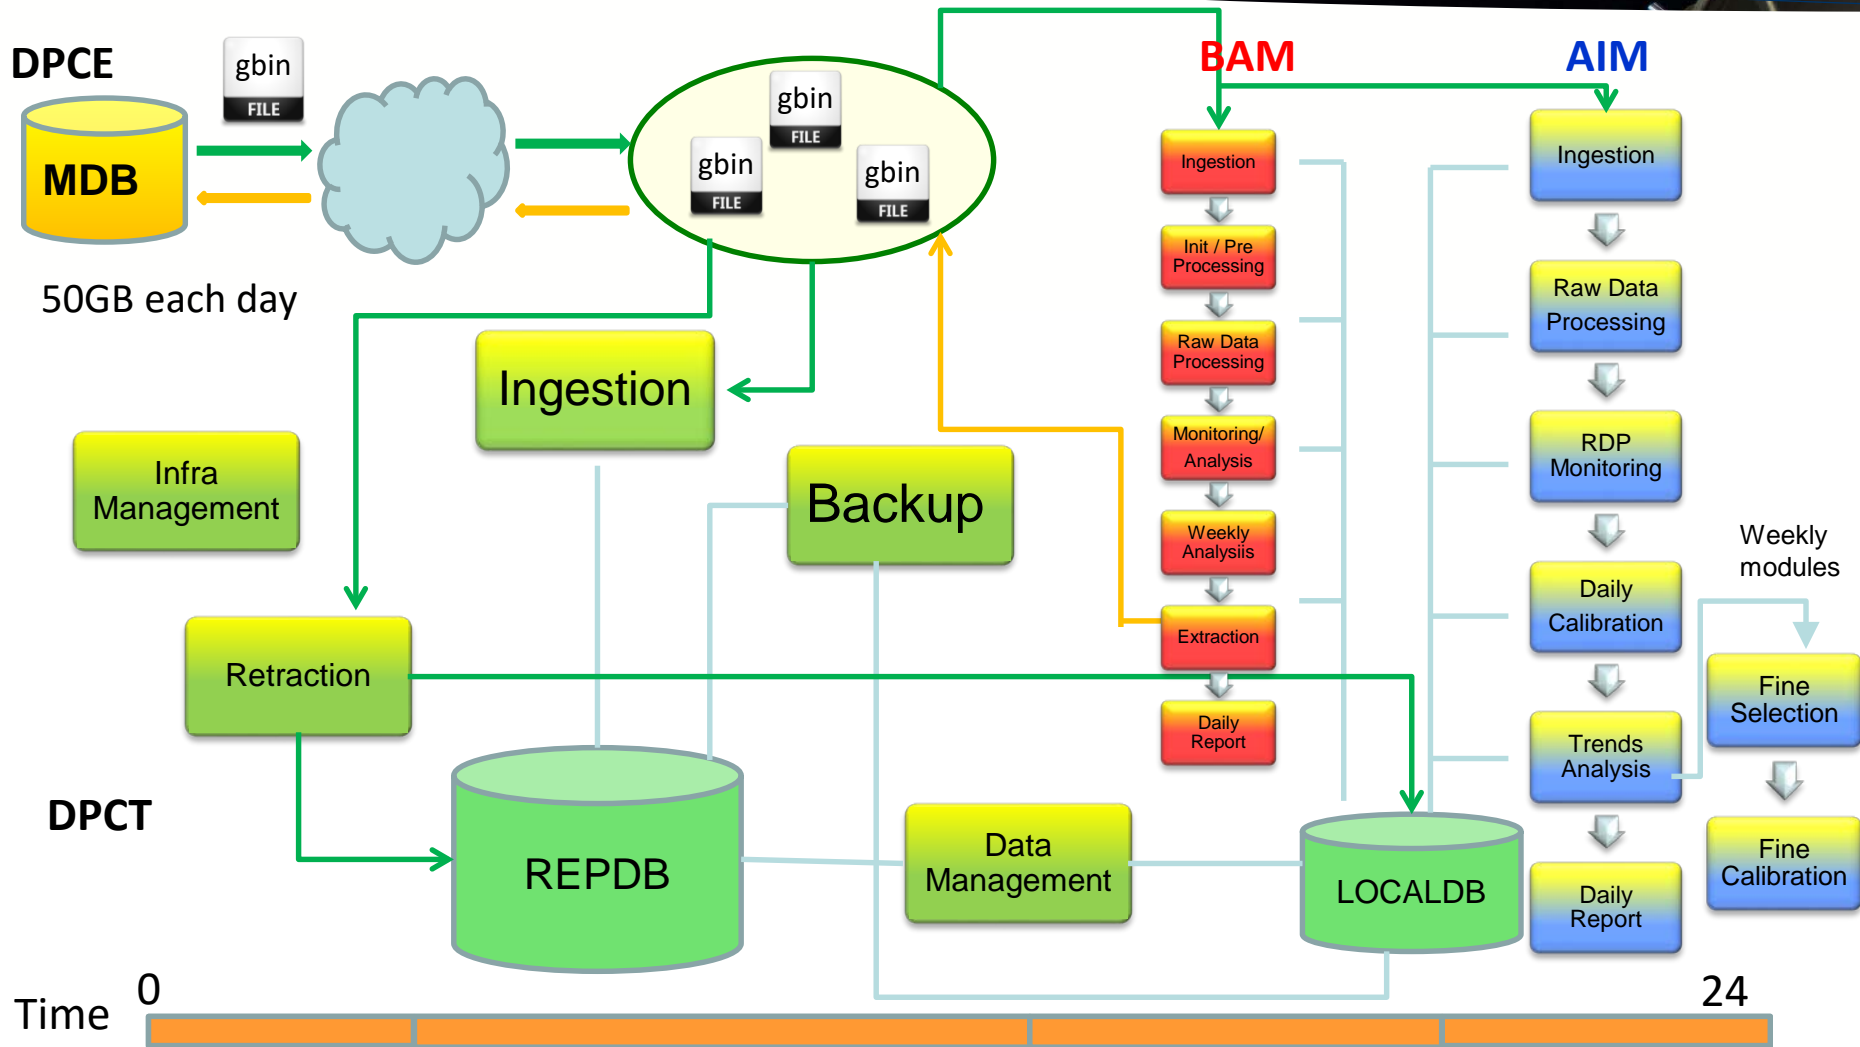 DPCE
gbin
FILE
MDB
50GB each day
gbin
FILE
gbin
FILE
gbin
FILE
Ingestion
Infra
Management
Backup
Retraction
DPCT
REPDB
Data
Management
LOCALDB
BAM
Ingestion
Init / Pre
Processing
Raw Data
Processing
Monitoring/
Analysis
Weekly
Analysiis
Extraction
Daily
Report
AIM
Ingestion
Raw Data
Processing
RDP
Monitoring
Daily
Calibration
Trends
Analysis
Daily
Report
Weekly
modules
Fine
Selection
Fine
Calibration
Time
0
24